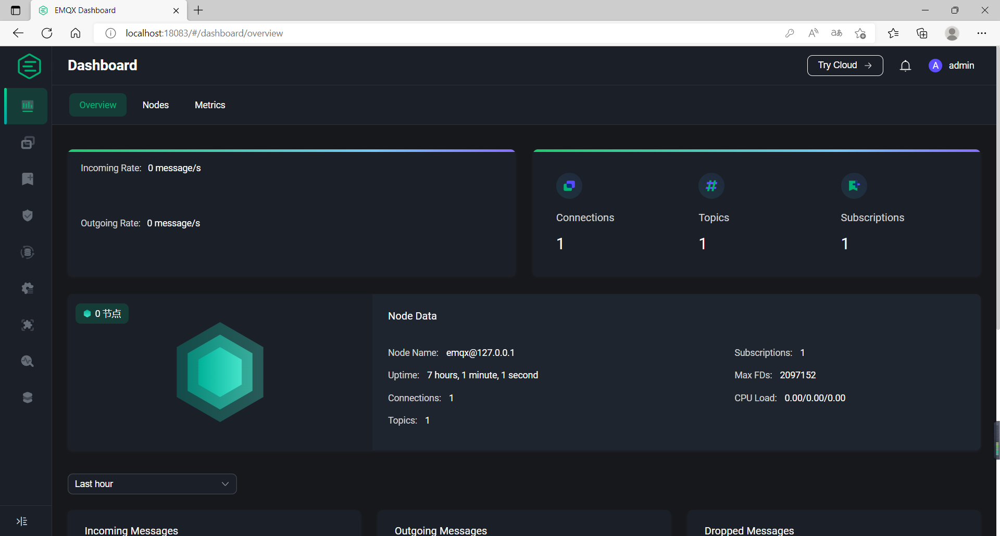 EMQX Dashboard
localhost:18083/#/dashboard/overview
Dashboard
Try Cloud →
A admin
Overview
Nodes
Metrics
Incoming Rate: 0 message/s
Outgoing Rate: 0 message/s
Connections
Topics
Subscriptions
1
1
1
0 节点
Node Data
Node Name: emqx@127.0.0.1
Subscriptions: 1
Uptime: 7 hours, 1 minute, 1 second
Max FDs: 2097152
Connections: 1
CPU Load: 0.00/0.00/0.00
Topics: 1
Last hour
Incoming Messages
Outgoing Messages
Dropped Messages